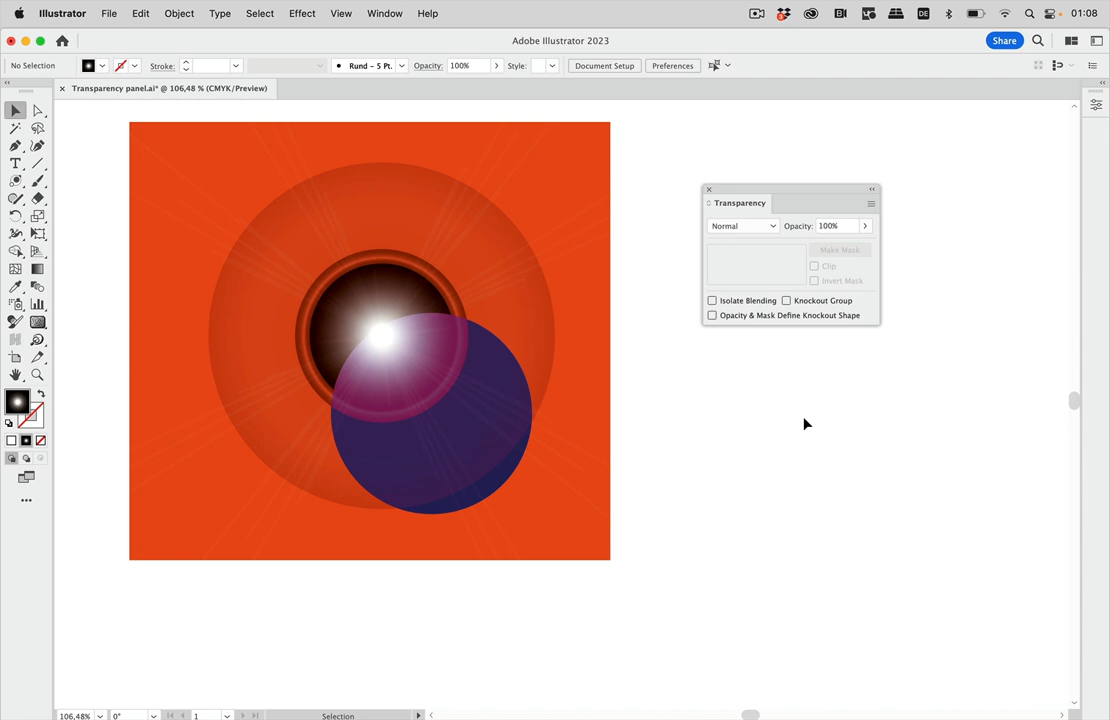 Illustrator File Edit Object Type Select Effect View Window Help DE 01:08
Adobe Illustrator 2023 Share
No Selection Stroke: Rund – 5 Pt. Opacity: 100% Style: Document Setup Preferences
Transparency panel.ai* @ 106,48 % (CMYK/Preview)
Transparency
Normal Opacity: 100%
Make Mask
Clip
Invert Mask
Isolate Blending Knockout Group
Opacity & Mask Define Knockout Shape
106,48% 0° 1 Selection